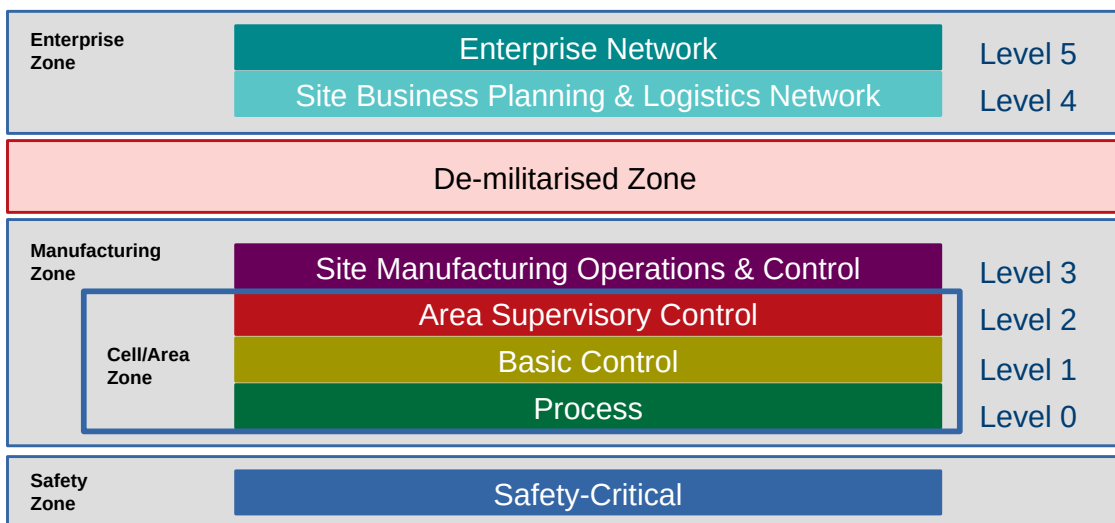 Enterprise
Zone
Enterprise Network
Level 5
Site Business Planning & Logistics Network
Level 4
De-militarised Zone
Manufacturing
Zone
Site Manufacturing Operations & Control
Level 3
Area Supervisory Control
Level 2
Cell/Area
Zone
Basic Control
Level 1
Process
Level 0
Safety
Zone
Safety-Critical